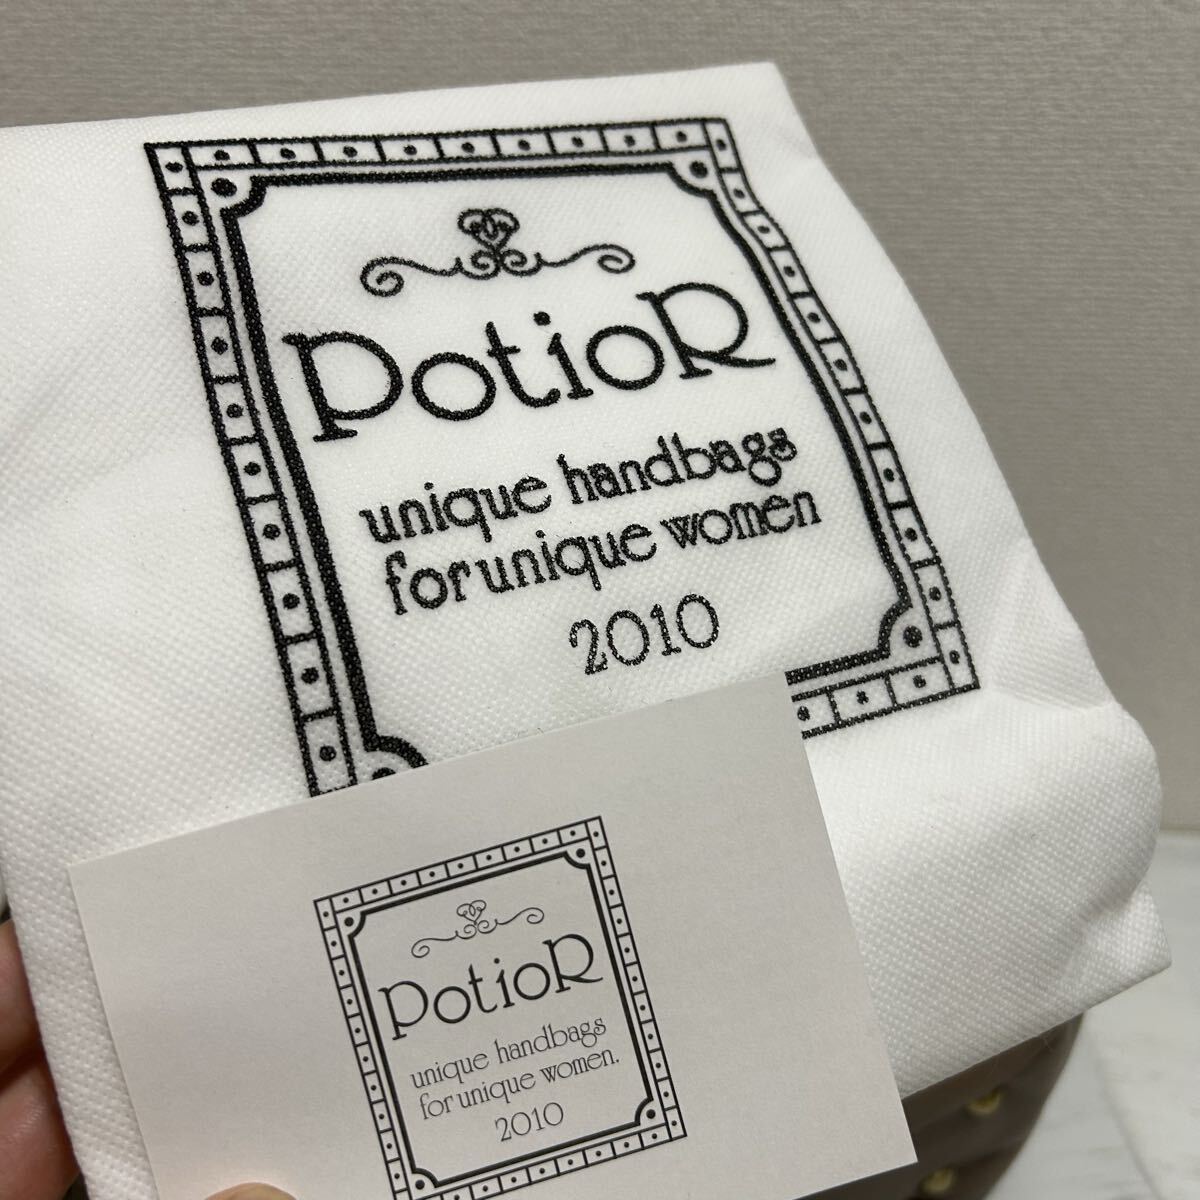 PotioR
unique handbags
for unique women
2010
PotioR
unique handbags
for unique women.
2010